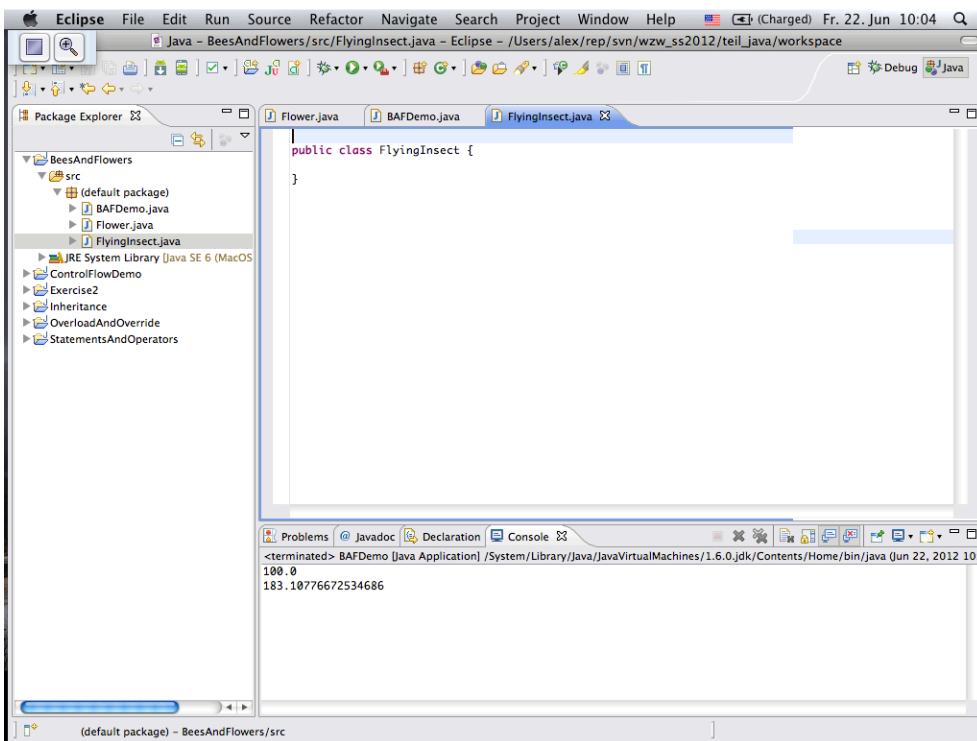 Eclipse File Edit Run Source Refactor Navigate Search Project Window Help (Charged) Fr. 22. Jun 10:04
Java – BeesAndFlowers/src/FlyingInsect.java – Eclipse – /Users/alex/rep/svn/wzw_ss2012/teil_java/workspace
Debug Java
Package Explorer
Flower.java BAFDemo.java FlyingInsect.java
BeesAndFlowers
src
(default package)
BAFDemo.java
Flower.java
FlyingInsect.java
JRE System Library [Java SE 6 (MacOS
ControlFlowDemo
Exercise2
Inheritance
OverloadAndOverride
StatementsAndOperators
public class FlyingInsect {
}
Problems @ Javadoc Declaration Console
<terminated> BAFDemo [Java Application] /System/Library/Java/JavaVirtualMachines/1.6.0.jdk/Contents/Home/bin/java (Jun 22, 2012 10
100.0
183.10776672534686
(default package) – BeesAndFlowers/src